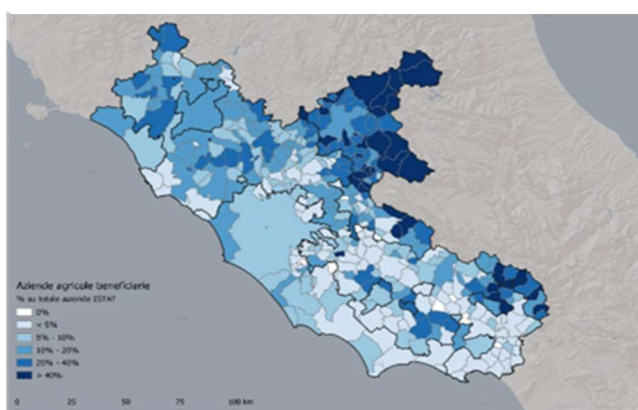 Aziende agricole beneficiarie
% su totale aziende ISTAT
0%
< 5%
5% - 10%
10% - 20%
20% - 40%
> 40%
0 25 50 75 100 km